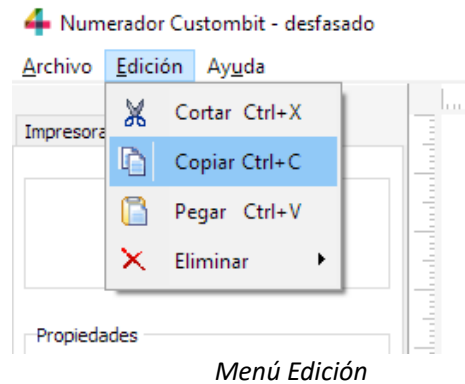 Numerador Custombit - desfasado
Archivo Edición Ayuda
Cortar Ctrl+X
Impresora
Copiar Ctrl+C
Pegar Ctrl+V
Eliminar
Propiedades
Menú Edición